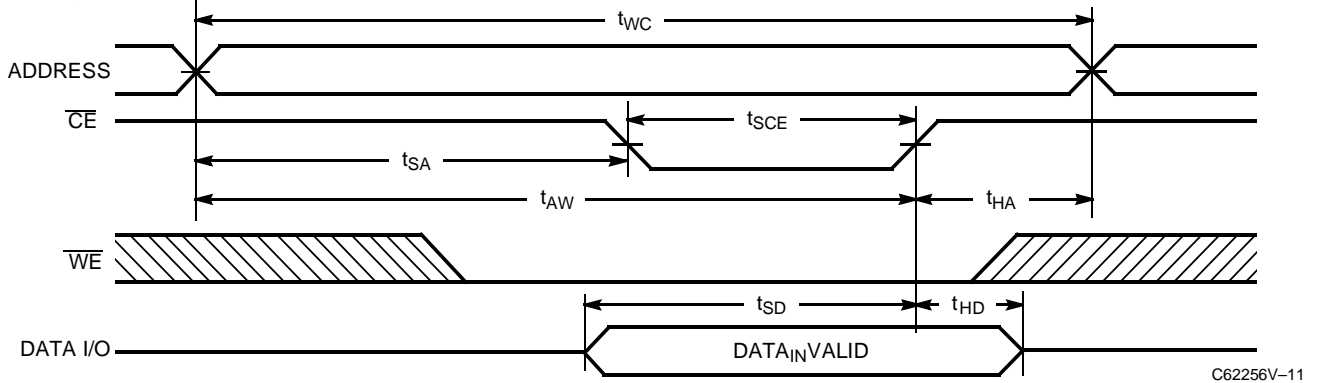 tWC
ADDRESS
CE
tSCE
tSA
tAW
tHA
WE
tSD
tHD
DATA I/O
DATAINVALID
C62256V–11